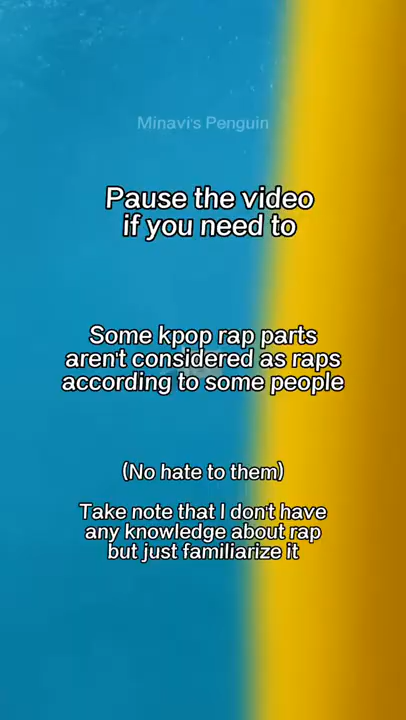 Minavi's Penguin
Pause the video
if you need to
Some kpop rap parts
aren't considered as raps
according to some people
(No hate to them)
Take note that I don't have
any knowledge about rap
but just familiarize it